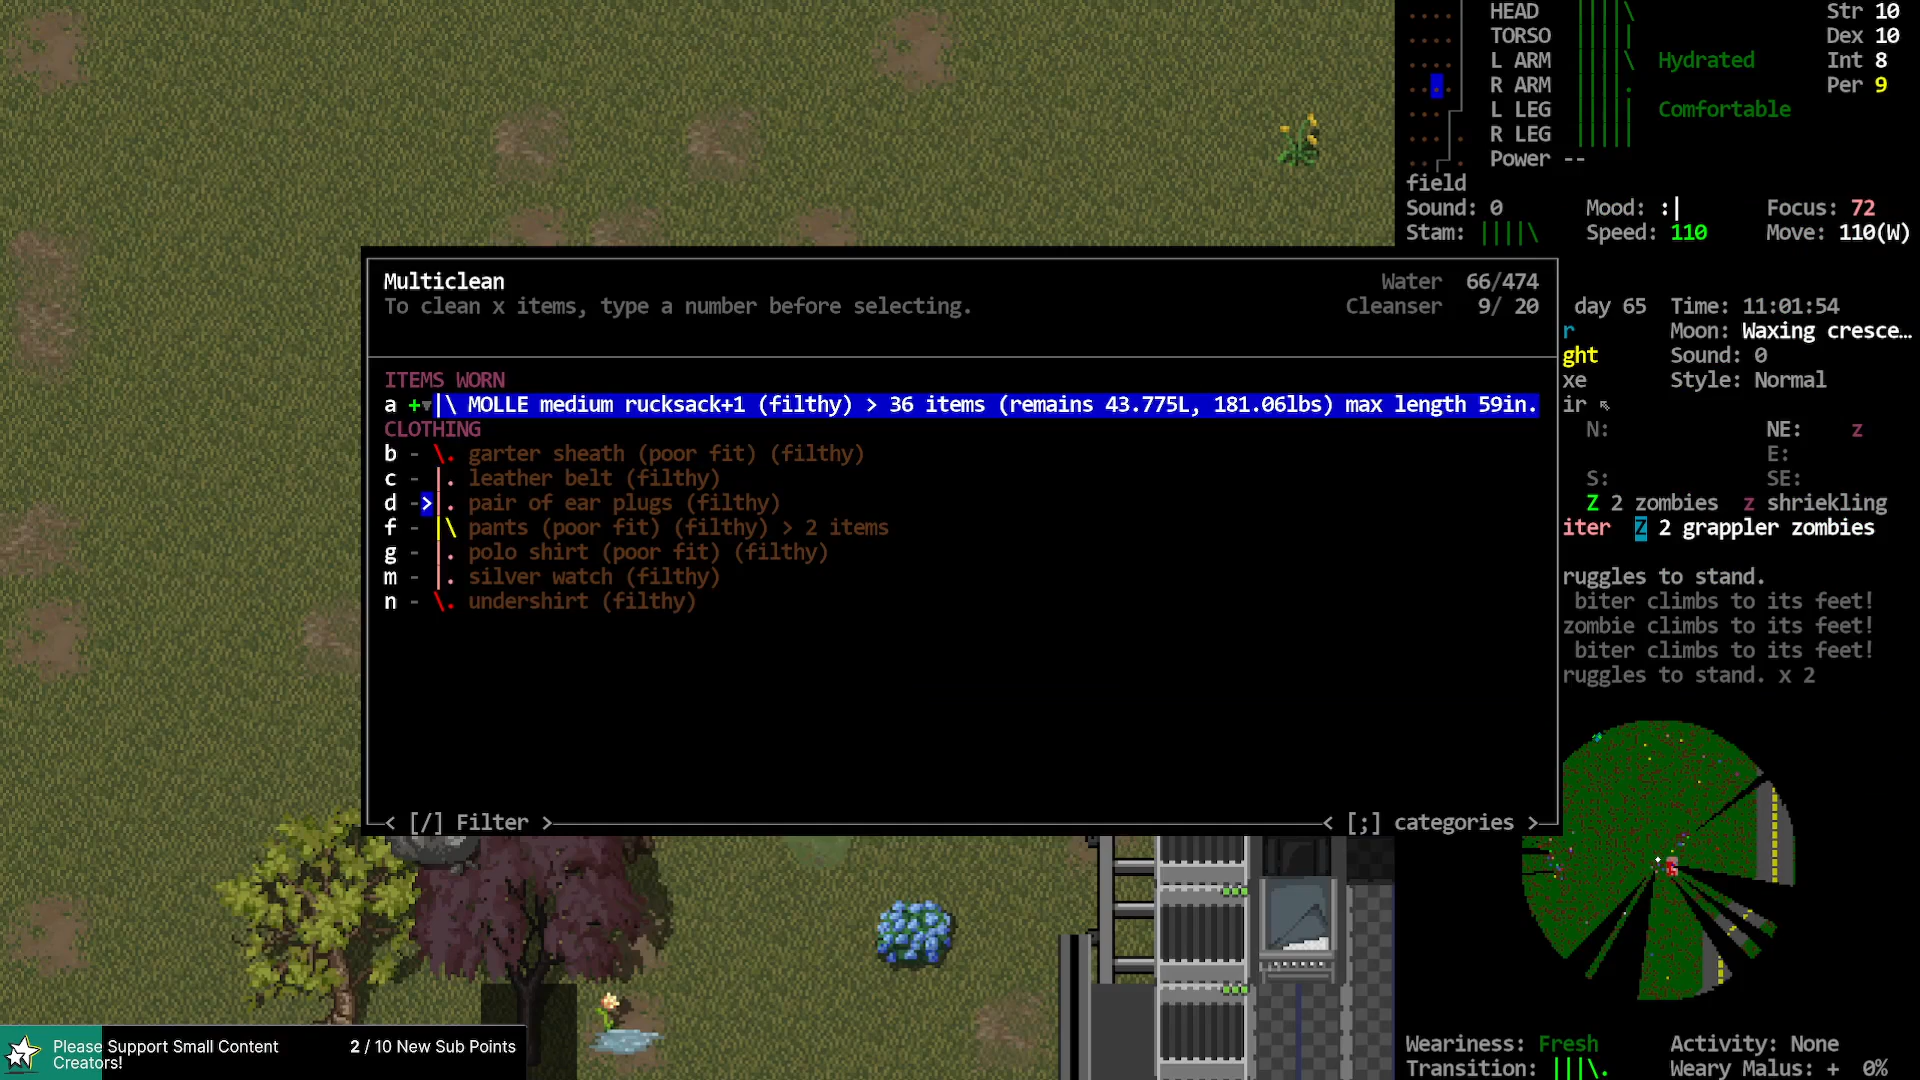 HEAD ||||\ Str 10
TORSO ||||| Dex 10
L ARM ||||\ Hydrated Int 8
R ARM ||||. Per 9
L LEG ||||| Comfortable
R LEG |||||
Power --
field
Sound: 0 Mood: :| Focus: 72
Stam: ||||\ Speed: 110 Move: 110(W)
Multiclean Water 66/474
To clean x items, type a number before selecting. Cleanser 9/ 20
ITEMS WORN
a +▾|\ MOLLE medium rucksack+1 (filthy) > 36 items (remains 43.775L, 181.06lbs) max length 59in.
CLOTHING
b - \. garter sheath (poor fit) (filthy)
c - |. leather belt (filthy)
d ->|. pair of ear plugs (filthy)
f - |\ pants (poor fit) (filthy) > 2 items
g - |. polo shirt (poor fit) (filthy)
m - |. silver watch (filthy)
n - \. undershirt (filthy)
< [/] Filter > < [;] categories >
day 65 Time: 11:01:54
r Moon: Waxing cresce…
ght Sound: 0
xe Style: Normal
ir
N: NE: z
E:
S: SE:
Z 2 zombies z shriekling
iter Z 2 grappler zombies
ruggles to stand.
biter climbs to its feet!
zombie climbs to its feet!
biter climbs to its feet!
ruggles to stand. x 2
Weariness: Fresh Activity: None
Transition: |||\. Weary Malus: + 0%
Please Support Small Content
Creators!
2 / 10 New Sub Points